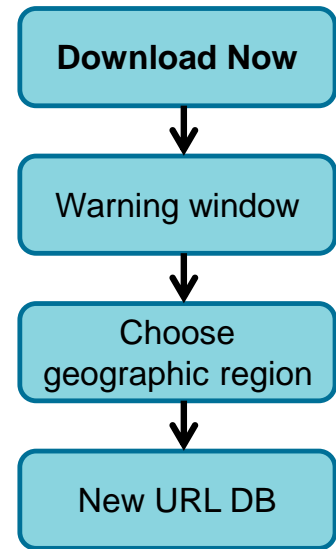 Download Now
Warning window
Choose
geographic region
New URL DB